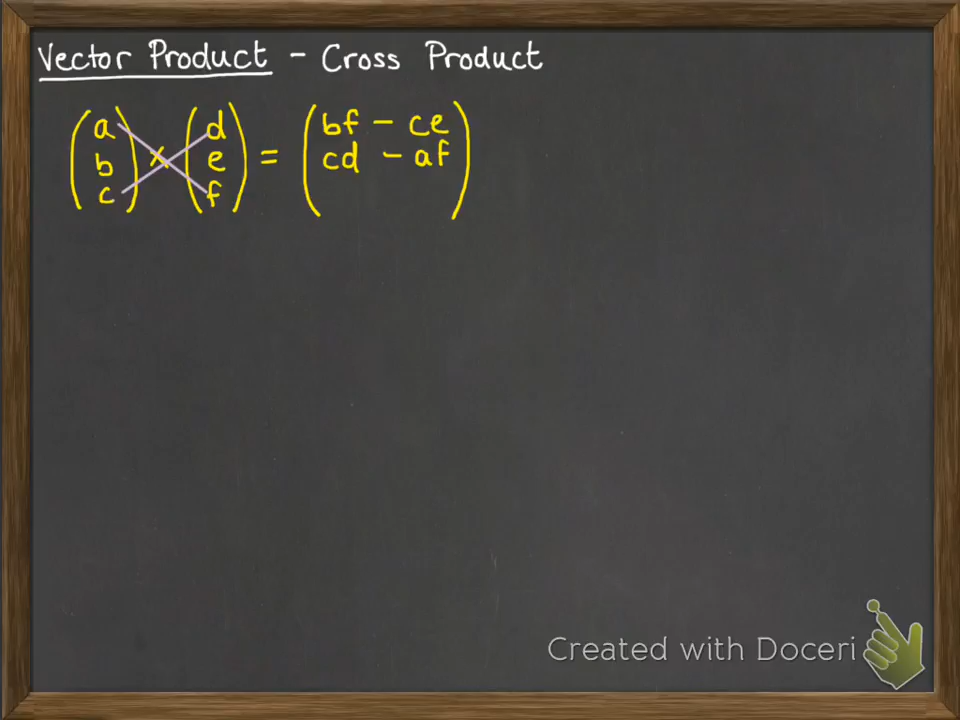 Vector Product - Cross Product
(a b c) × (d e f) = (bf - ce
cd - af)
Created with Doceri